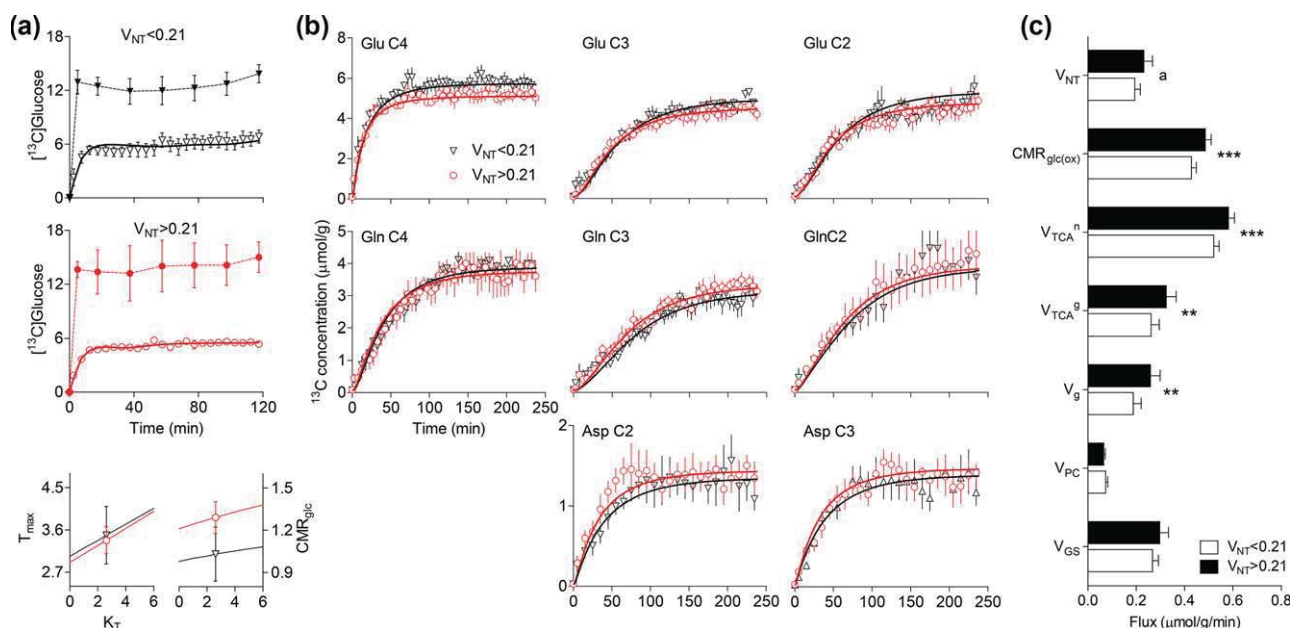 (a)
V_NT<0.21
18
12
6
0
[¹³C]Glucose
V_NT>0.21
18
12
6
0
[¹³C]Glucose
0 40 80 120
Time (min)
4.5
3.6
2.7
T_max
0 2 4 6
0 2 4 6
K_T
1.5
1.2
0.9
CMR_glc
(b)
Glu C4
Glu C3
Glu C2
8
6
4
2
0
V_NT<0.21
V_NT>0.21
Gln C4
Gln C3
GlnC2
5
4
3
2
1
0
¹³C concentration (µmol/g)
0 50 100 150 200 250
Time (min)
Asp C2
Asp C3
2
1
0
0 50 100 150 200 250
0 50 100 150 200 250
(c)
V_NT
a
CMR_glc(ox)
***
V_TCA^n
***
V_TCA^g
**
V_g
**
V_PC
V_GS
V_NT<0.21
V_NT>0.21
0.0 0.2 0.4 0.6 0.8
Flux (µmol/g/min)